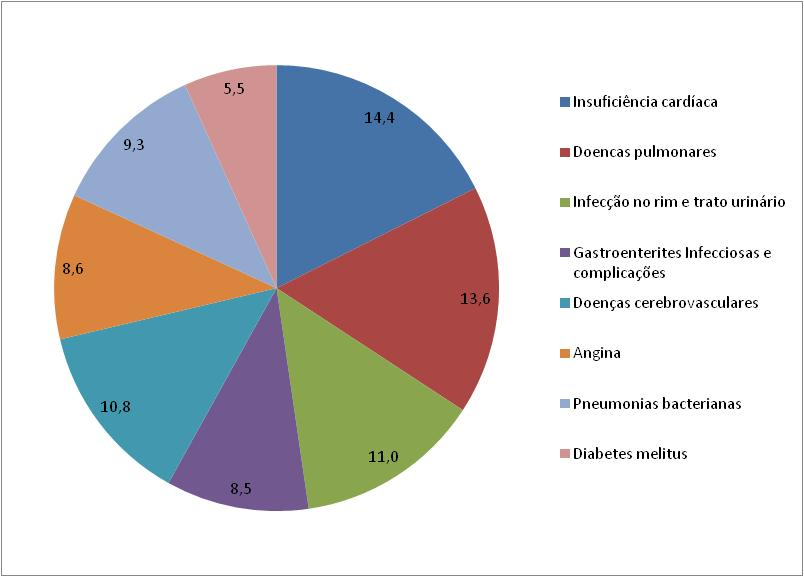 5,5
14,4
9,3
8,6
13,6
10,8
11,0
8,5
Insuficiência cardíaca
Doencas pulmonares
Infecção no rim e trato urinário
Gastroenterites Infecciosas e
complicações
Doenças cerebrovasculares
Angina
Pneumonias bacterianas
Diabetes melitus